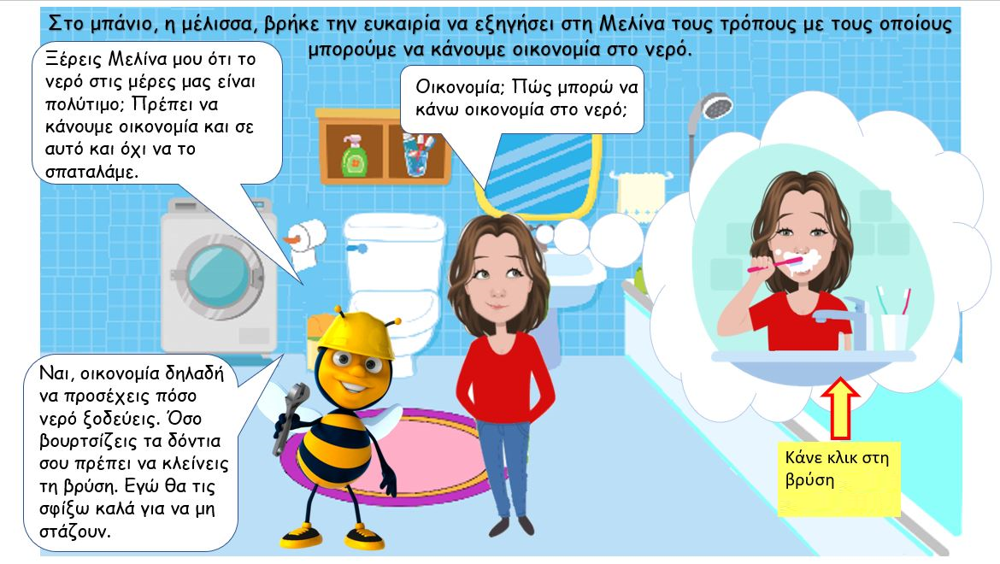 Στο μπάνιο, η μέλισσα, βρήκε την ευκαιρία να εξηγήσει στη Μελίνα τους τρόπους με τους οποίους
μπορούμε να κάνουμε οικονομία στο νερό.
Ξέρεις Μελίνα μου ότι το
νερό στις μέρες μας είναι
πολύτιμο; Πρέπει να
κάνουμε οικονομία και σε
αυτό και όχι να το
σπαταλάμε.
Οικονομία; Πώς μπορώ να
κάνω οικονομία στο νερό;
Ναι, οικονομία δηλαδή
να προσέχεις πόσο
νερό ξοδεύεις. Όσο
βουρτσίζεις τα δόντια
σου πρέπει να κλείνεις
τη βρύση. Εγώ θα τις
σφίξω καλά για να μη
στάζουν.
Κάνε κλικ στη
βρύση